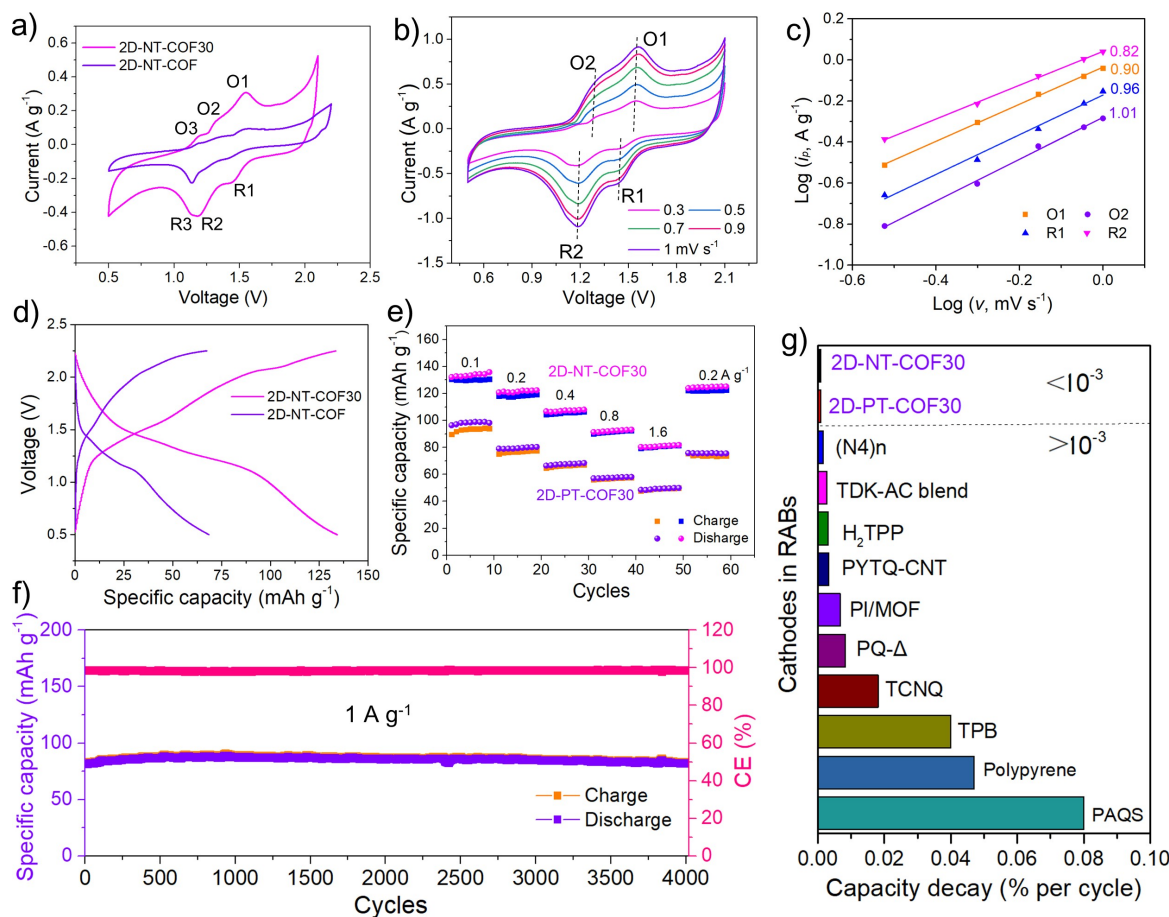 a)
2D-NT-COF30
2D-NT-COF
O1
O2
O3
R1
R3
R2
Current (A g⁻¹)
0.6
0.4
0.2
0.0
-0.2
-0.4
-0.6
0.5 1.0 1.5 2.0 2.5
Voltage (V)
b)
O1
O2
R1
R2
0.3 0.5
0.7 0.9
1 mV s⁻¹
Current (A g⁻¹)
1.0
0.5
0.0
-0.5
-1.0
-1.5
0.5 0.9 1.2 1.6 2.1
Voltage (V)
c)
0.82
0.90
0.96
1.01
Log (iₚ, A g⁻¹)
0.2
0.0
-0.2
-0.4
-0.6
-0.8
-1.0
-0.6 -0.4 -0.2 0.0
Log (v, mV s⁻¹)
O1 O2
R1 R2
d)
Voltage (V)
2.5
2.0
1.5
1.0
0.5
2D-NT-COF30
2D-NT-COF
0 25 50 75 100 125 150
Specific capacity (mAh g⁻¹)
e)
Specific capacity (mAh g⁻¹)
160
140
120
100
80
60
40
20
0
0.1
0.2
0.4
0.8
1.6
0.2 A g⁻¹
2D-NT-COF30
2D-PT-COF30
Charge
Disharge
0 10 20 30 40 50 60 70
Cycles
f)
Specific capacity (mAh g⁻¹)
200
175
150
100
75
50
25
0
1 A g⁻¹
Charge
Discharge
0 500 1000 1500 2000 2500 3000 3500 4000
Cycles
120
100
80
60
40
20
0
CE (%)
g)
Cathodes in RABs
2D-NT-COF30
<10⁻³
2D-PT-COF30
>10⁻³
(N4)n
TDK-AC blend
H₂TPP
PYTQ-CNT
PI/MOF
PQ-Δ
TCNQ
TPB
Polypyrene
PAQS
0.00 0.02 0.04 0.06 0.08 0.10
Capacity decay (% per cycle)